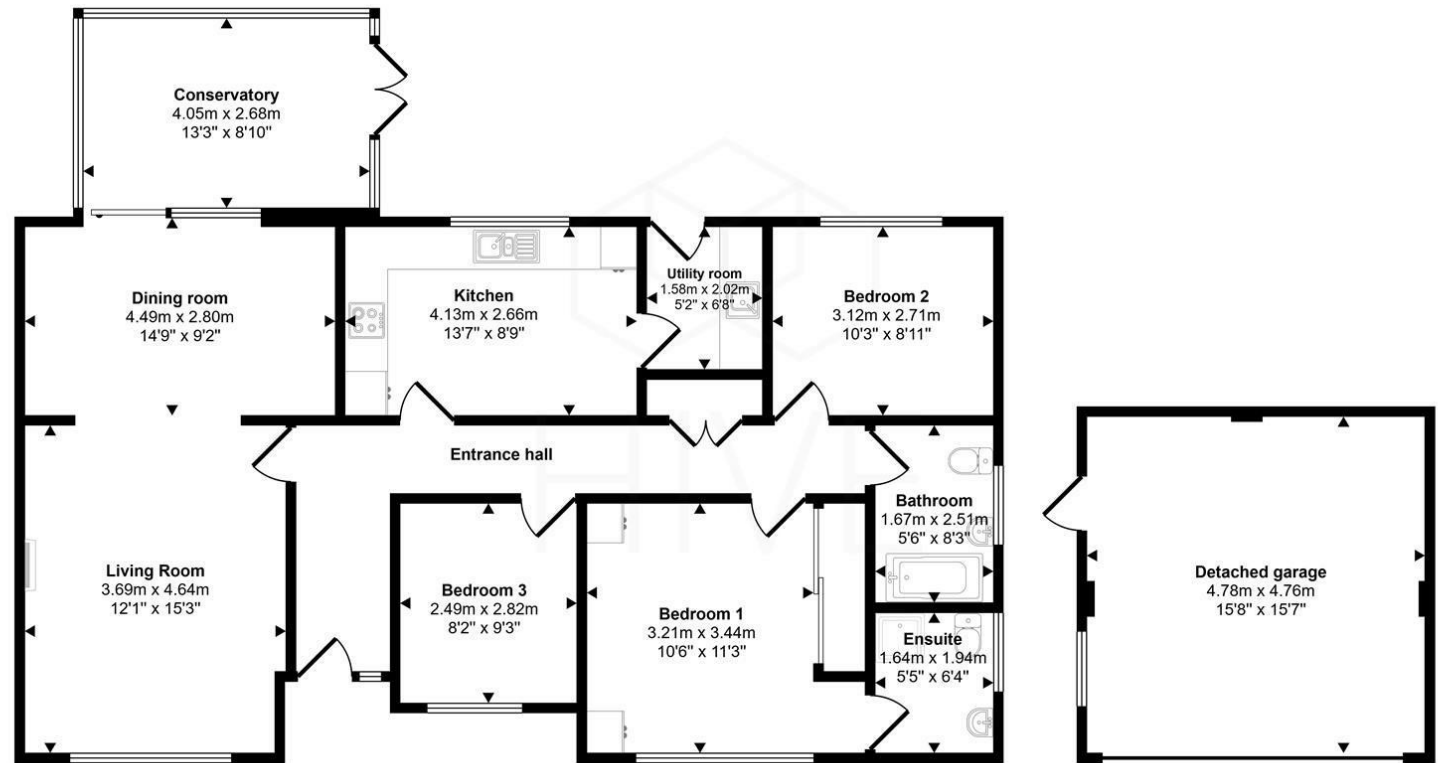 Conservatory
4.05m x 2.68m
13'3" x 8'10"
Dining room
4.49m x 2.80m
14'9" x 9'2"
Kitchen
4.13m x 2.66m
13'7" x 8'9"
Utility room
1.58m x 2.02m
5'2" x 6'8"
Bedroom 2
3.12m x 2.71m
10'3" x 8'11"
Entrance hall
HIVE
Living Room
3.69m x 4.64m
12'1" x 15'3"
Bedroom 3
2.49m x 2.82m
8'2" x 9'3"
Bedroom 1
3.21m x 3.44m
10'6" x 11'3"
Bathroom
1.67m x 2.51m
5'6" x 8'3"
Ensuite
1.64m x 1.94m
5'5" x 6'4"
Detached garage
4.78m x 4.76m
15'8" x 15'7"